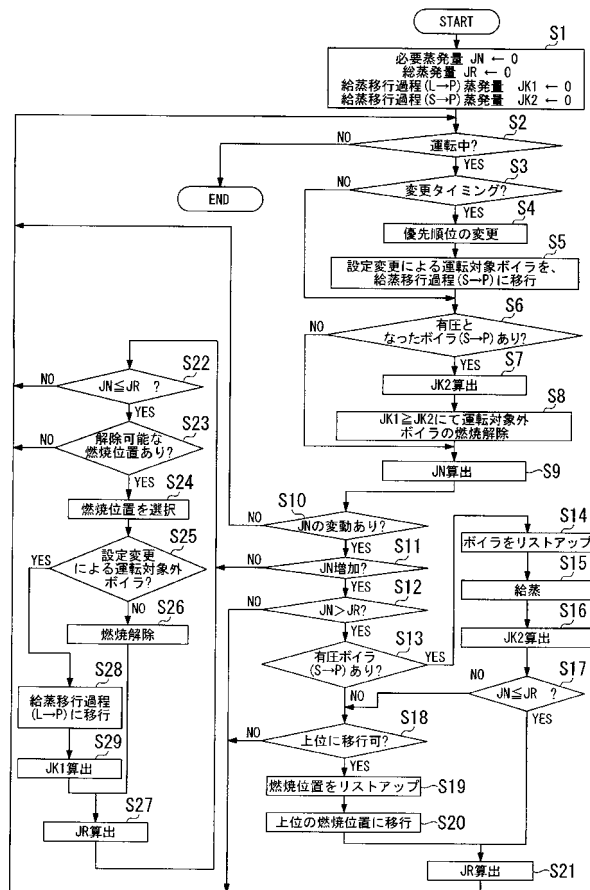 START
S1
必要蒸発量 JN ← 0
総蒸発量 JR ← 0
給蒸移行過程(L→P)蒸発量 JK1 ← 0
給蒸移行過程(S→P)蒸発量 JK2 ← 0
S2
運転中?
NO
YES
END
S3
変更タイミング?
NO
YES
S4
優先順位の変更
S5
設定変更による運転対象ボイラを、
給蒸移行過程(S→P)に移行
S6
有圧と
なったボイラ(S→P)あり?
NO
YES
S7
JK2算出
S8
JK1≧JK2にて運転対象外
ボイラの燃焼解除
JN算出
S9
S10
JNの変動あり?
NO
YES
S11
JN増加?
NO
YES
S12
JN>JR?
NO
YES
S13
有圧ボイラ
(S→P)あり?
YES
NO
S14
ボイラをリストアップ
S15
給蒸
S16
JK2算出
S17
JN≦JR ?
NO
YES
S18
上位に移行可?
NO
YES
燃焼位置をリストアップ
S19
上位の燃焼位置に移行
S20
JR算出
S21
S22
JN≦JR ?
NO
YES
S23
解除可能な
燃焼位置あり?
NO
YES
S24
燃焼位置を選択
S25
設定変更
による運転対象外
ボイラ?
YES
NO
S26
燃焼解除
S28
給蒸移行過程
(L→P)に移行
S29
JK1算出
S27
JR算出